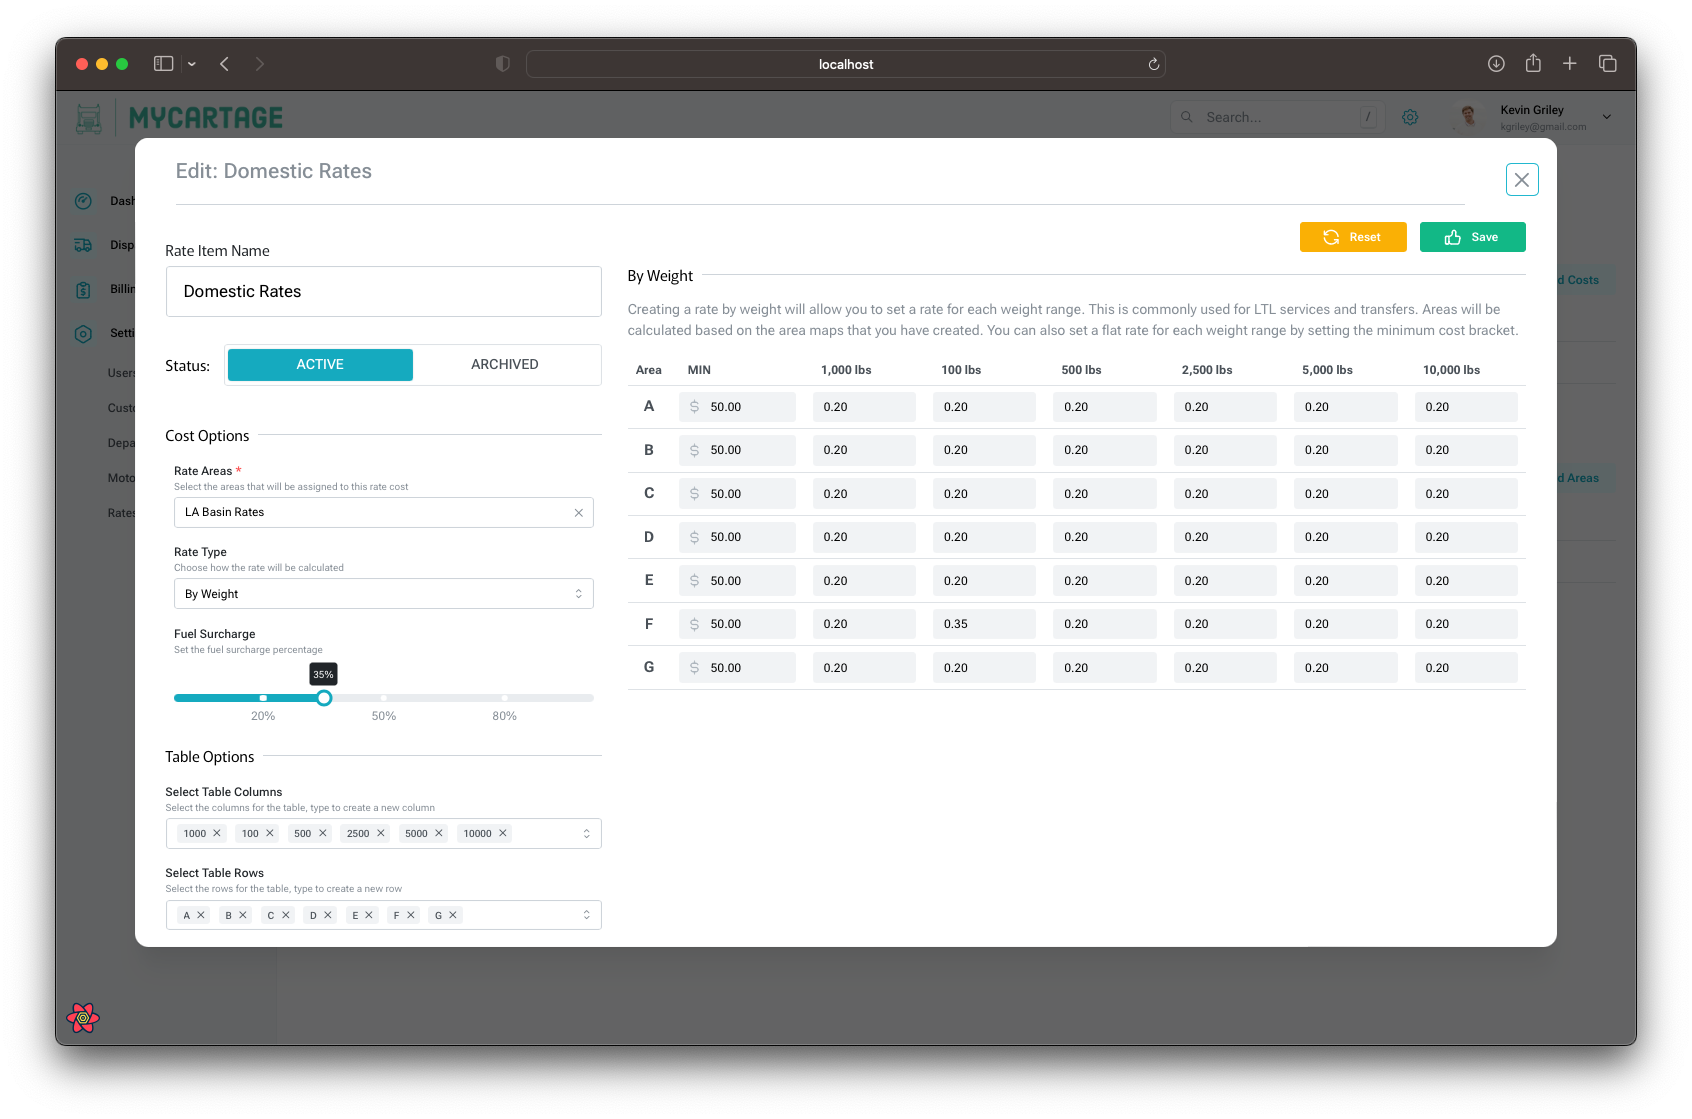 localhost
MYCARTAGE
Search...
/
Kevin Griley
kgriley@gmail.com
Edit: Domestic Rates
Dash
Disp
Billin
Setti
Users
Custo
Depa
Moto
Rates
d Costs
d Areas
Reset
Save
Rate Item Name
Domestic Rates
Status:
ACTIVE
ARCHIVED
Cost Options
Rate Areas *
Select the areas that will be assigned to this rate cost
LA Basin Rates
Rate Type
Choose how the rate will be calculated
By Weight
Fuel Surcharge
Set the fuel surcharge percentage
35%
20% 50% 80%
Table Options
Select Table Columns
Select the columns for the table, type to create a new column
1000 100 500 2500 5000 10000
Select Table Rows
Select the rows for the table, type to create a new row
A B C D E F G
By Weight
Creating a rate by weight will allow you to set a rate for each weight range. This is commonly used for LTL services and transfers. Areas will be
calculated based on the area maps that you have created. You can also set a flat rate for each weight range by setting the minimum cost bracket.
Area MIN 1,000 lbs 100 lbs 500 lbs 2,500 lbs 5,000 lbs 10,000 lbs
A $ 50.00 0.20 0.20 0.20 0.20 0.20 0.20
B $ 50.00 0.20 0.20 0.20 0.20 0.20 0.20
C $ 50.00 0.20 0.20 0.20 0.20 0.20 0.20
D $ 50.00 0.20 0.20 0.20 0.20 0.20 0.20
E $ 50.00 0.20 0.20 0.20 0.20 0.20 0.20
F $ 50.00 0.20 0.35 0.20 0.20 0.20 0.20
G $ 50.00 0.20 0.20 0.20 0.20 0.20 0.20